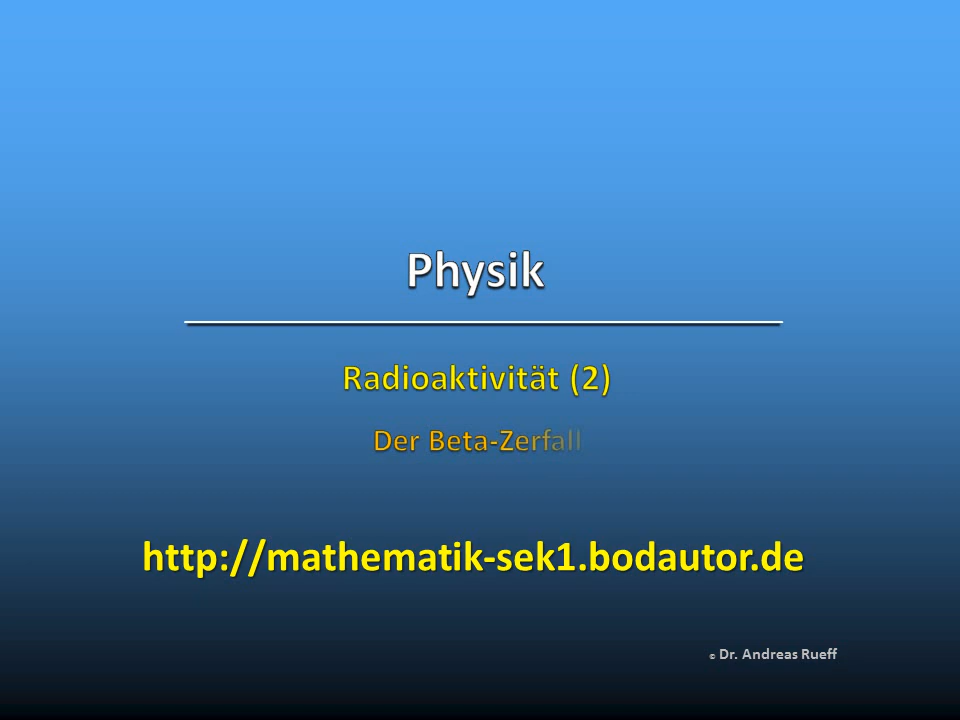 Physik
Radioaktivität (2)
Der Beta-Zerfall
http://mathematik-sek1.bodautor.de
© Dr. Andreas Rueff